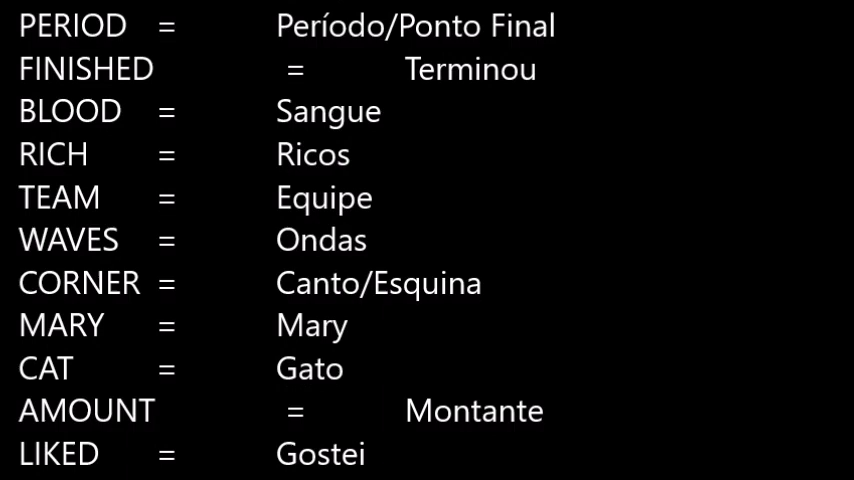 PERIOD = Período/Ponto Final
FINISHED = Terminou
BLOOD = Sangue
RICH = Ricos
TEAM = Equipe
WAVES = Ondas
CORNER = Canto/Esquina
MARY = Mary
CAT = Gato
AMOUNT = Montante
LIKED = Gostei